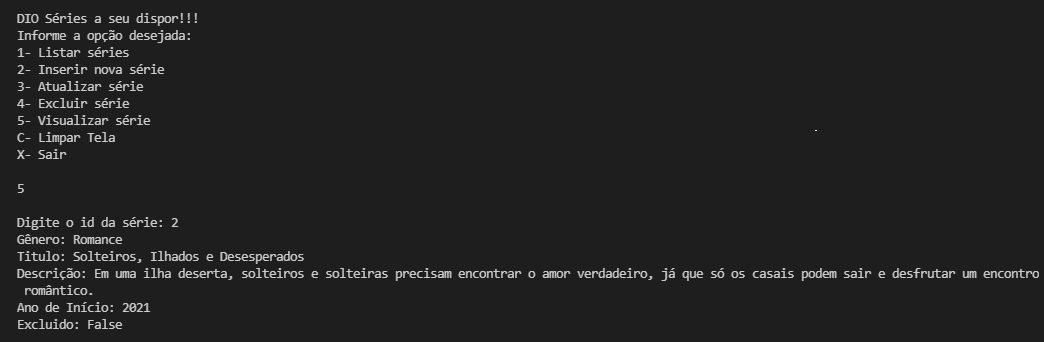 DIO Séries a seu dispor!!!
Informe a opção desejada:
1- Listar séries
2- Inserir nova série
3- Atualizar série
4- Excluir série
5- Visualizar série
C- Limpar Tela
X- Sair
5
Digite o id da série: 2
Gênero: Romance
Titulo: Solteiros, Ilhados e Desesperados
Descrição: Em uma ilha deserta, solteiros e solteiras precisam encontrar o amor verdadeiro, já que só os casais podem sair e desfrutar um encontro
romântico.
Ano de Início: 2021
Excluido: False